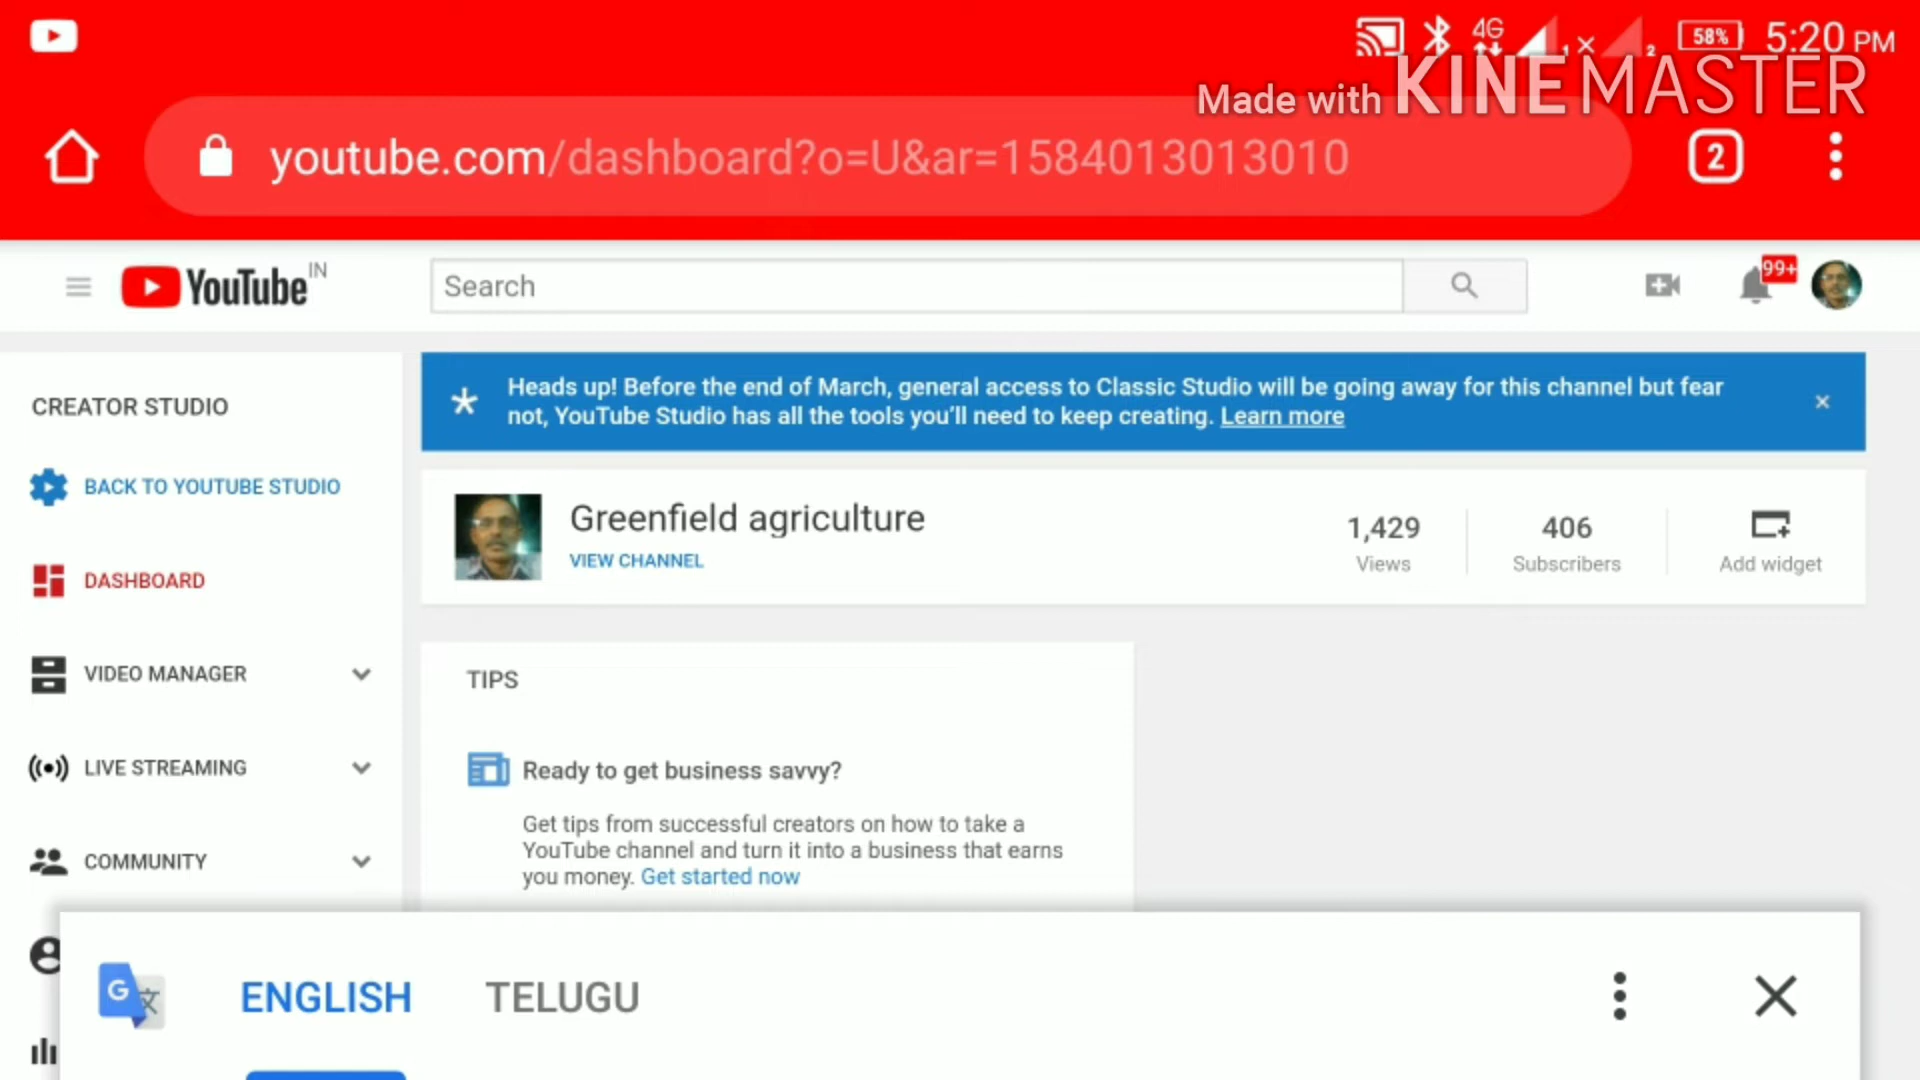 4G 1 2 58% 5:20 PM
Made with KINEMASTER
youtube.com/dashboard?o=U&ar=1584013013010 2
YouTube IN Search 99+
CREATOR STUDIO
Heads up! Before the end of March, general access to Classic Studio will be going away for this channel but fear
not, YouTube Studio has all the tools you'll need to keep creating. Learn more
BACK TO YOUTUBE STUDIO
Greenfield agriculture
VIEW CHANNEL
1,429
Views
406
Subscribers
Add widget
DASHBOARD
VIDEO MANAGER
LIVE STREAMING
COMMUNITY
TIPS
Ready to get business savvy?
Get tips from successful creators on how to take a
YouTube channel and turn it into a business that earns
you money. Get started now
G 文 ENGLISH TELUGU